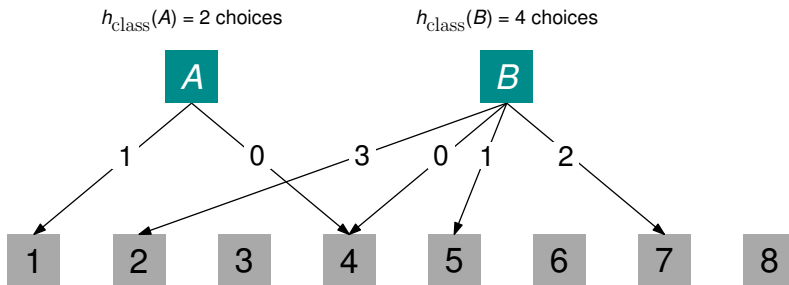 h_class(A) = 2 choices h_class(B) = 4 choices
A B
1 0 3 0 1 2
1 2 3 4 5 6 7 8